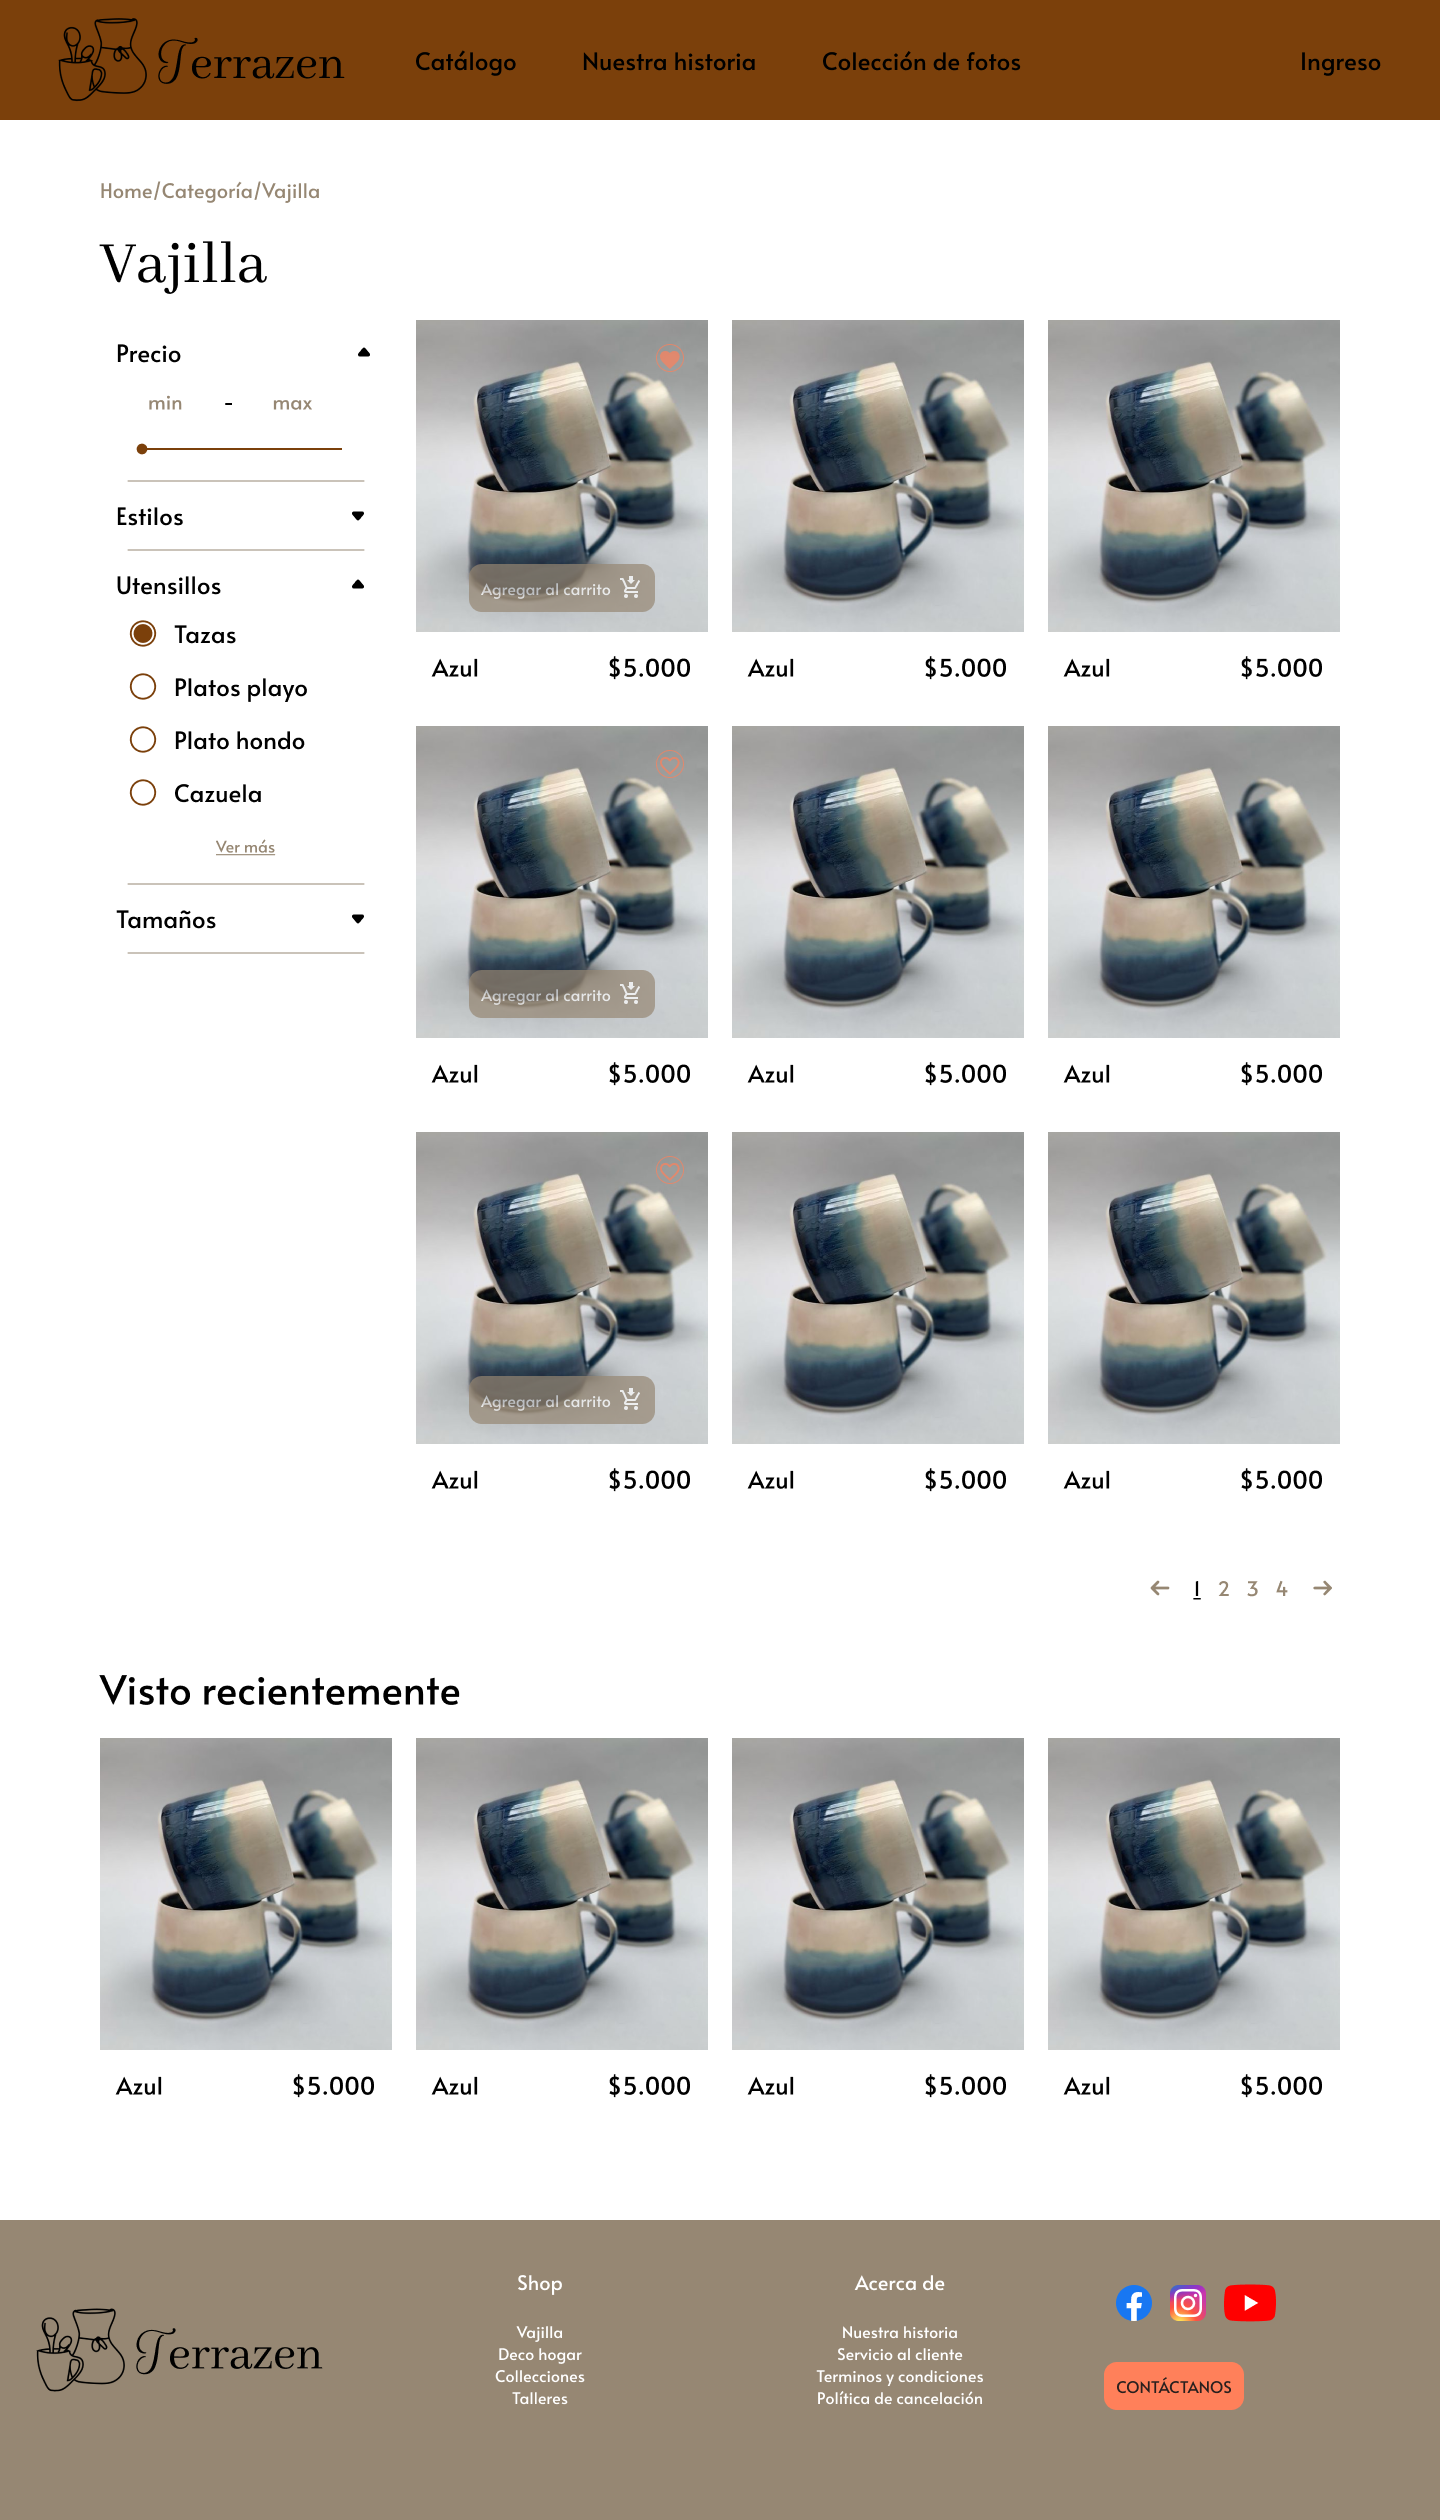 Terrazen
Catálogo
Nuestra historia
Colección de fotos
Ingreso
Home/Categoría/Vajilla
Vajilla
Precio
min - max
Estilos
Utensillos
Tazas
Platos playo
Plato hondo
Cazuela
Ver más
Tamaños
Agregar al carrito
Azul $5.000
Azul $5.000
Azul $5.000
Agregar al carrito
Azul $5.000
Azul $5.000
Azul $5.000
Agregar al carrito
Azul $5.000
Azul $5.000
Azul $5.000
1 2 3 4
Visto recientemente
Azul $5.000
Azul $5.000
Azul $5.000
Azul $5.000
Terrazen
Shop
Vajilla
Deco hogar
Collecciones
Talleres
Acerca de
Nuestra historia
Servicio al cliente
Terminos y condiciones
Política de cancelación
CONTÁCTANOS